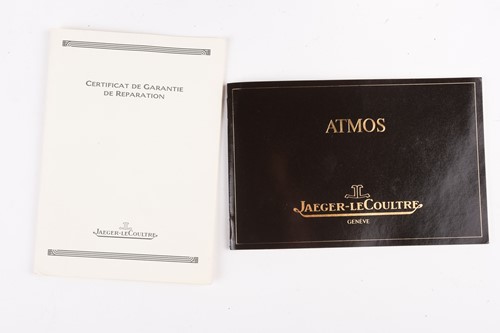 CERTIFICAT DE GARANTIE
DE REPARATION
JAEGER-LECOULTRE
ATMOS
JAEGER-LECOULTRE
GENÈVE